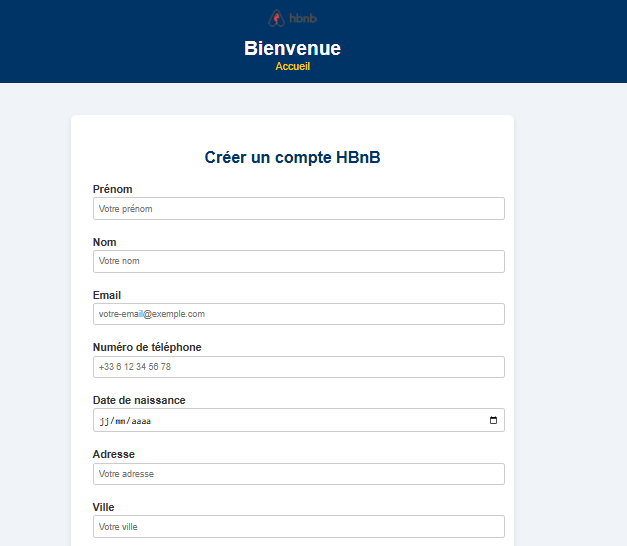 hbnb
Bienvenue
Accueil
Créer un compte HBnB
Prénom
Votre prénom
Nom
Votre nom
Email
votre-email@exemple.com
Numéro de téléphone
+33 6 12 34 56 78
Date de naissance
jj/mm/aaaa
Adresse
Votre adresse
Ville
Votre ville